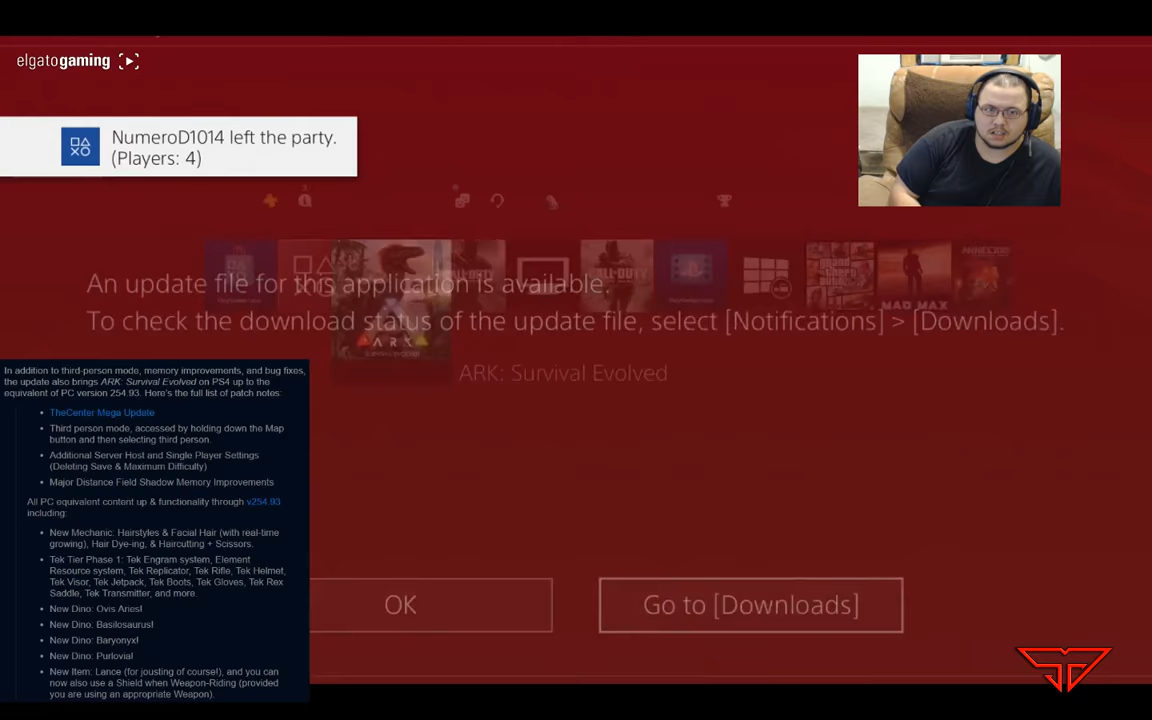 elgatogaming
NumeroD1014 left the party.
(Players: 4)
An update file for this application is available.
To check the download status of the update file, select [Notifications] > [Downloads].
ARK
SURVIVAL EVOLVED
MAD MAX
ARK: Survival Evolved
In addition to third-person mode, memory improvements, and bug fixes,
the update also brings ARK: Survival Evolved on PS4 up to the
equivalent of PC version 254.93. Here's the full list of patch notes:
• TheCenter Mega Update
• Third person mode, accessed by holding down the Map
button and then selecting third person.
• Additional Server Host and Single Player Settings
(Deleting Save & Maximum Difficulty)
• Major Distance Field Shadow Memory Improvements
All PC equivalent content up & functionality through v254.93
including:
• New Mechanic: Hairstyles & Facial Hair (with real-time
growing), Hair Dye-ing, & Haircutting + Scissors.
• Tek Tier Phase 1: Tek Engram system, Element
Resource system, Tek Replicator, Tek Rifle, Tek Helmet,
Tek Visor, Tek Jetpack, Tek Boots, Tek Gloves, Tek Rex
Saddle, Tek Transmitter, and more.
• New Dino: Ovis Aries!
• New Dino: Basilosaurus!
• New Dino: Baryonyx!
• New Dino: Purlovia!
• New Item: Lance (for jousting of course!), and you can
now also use a Shield when Weapon-Riding (provided
you are using an appropriate Weapon).
OK
Go to [Downloads]